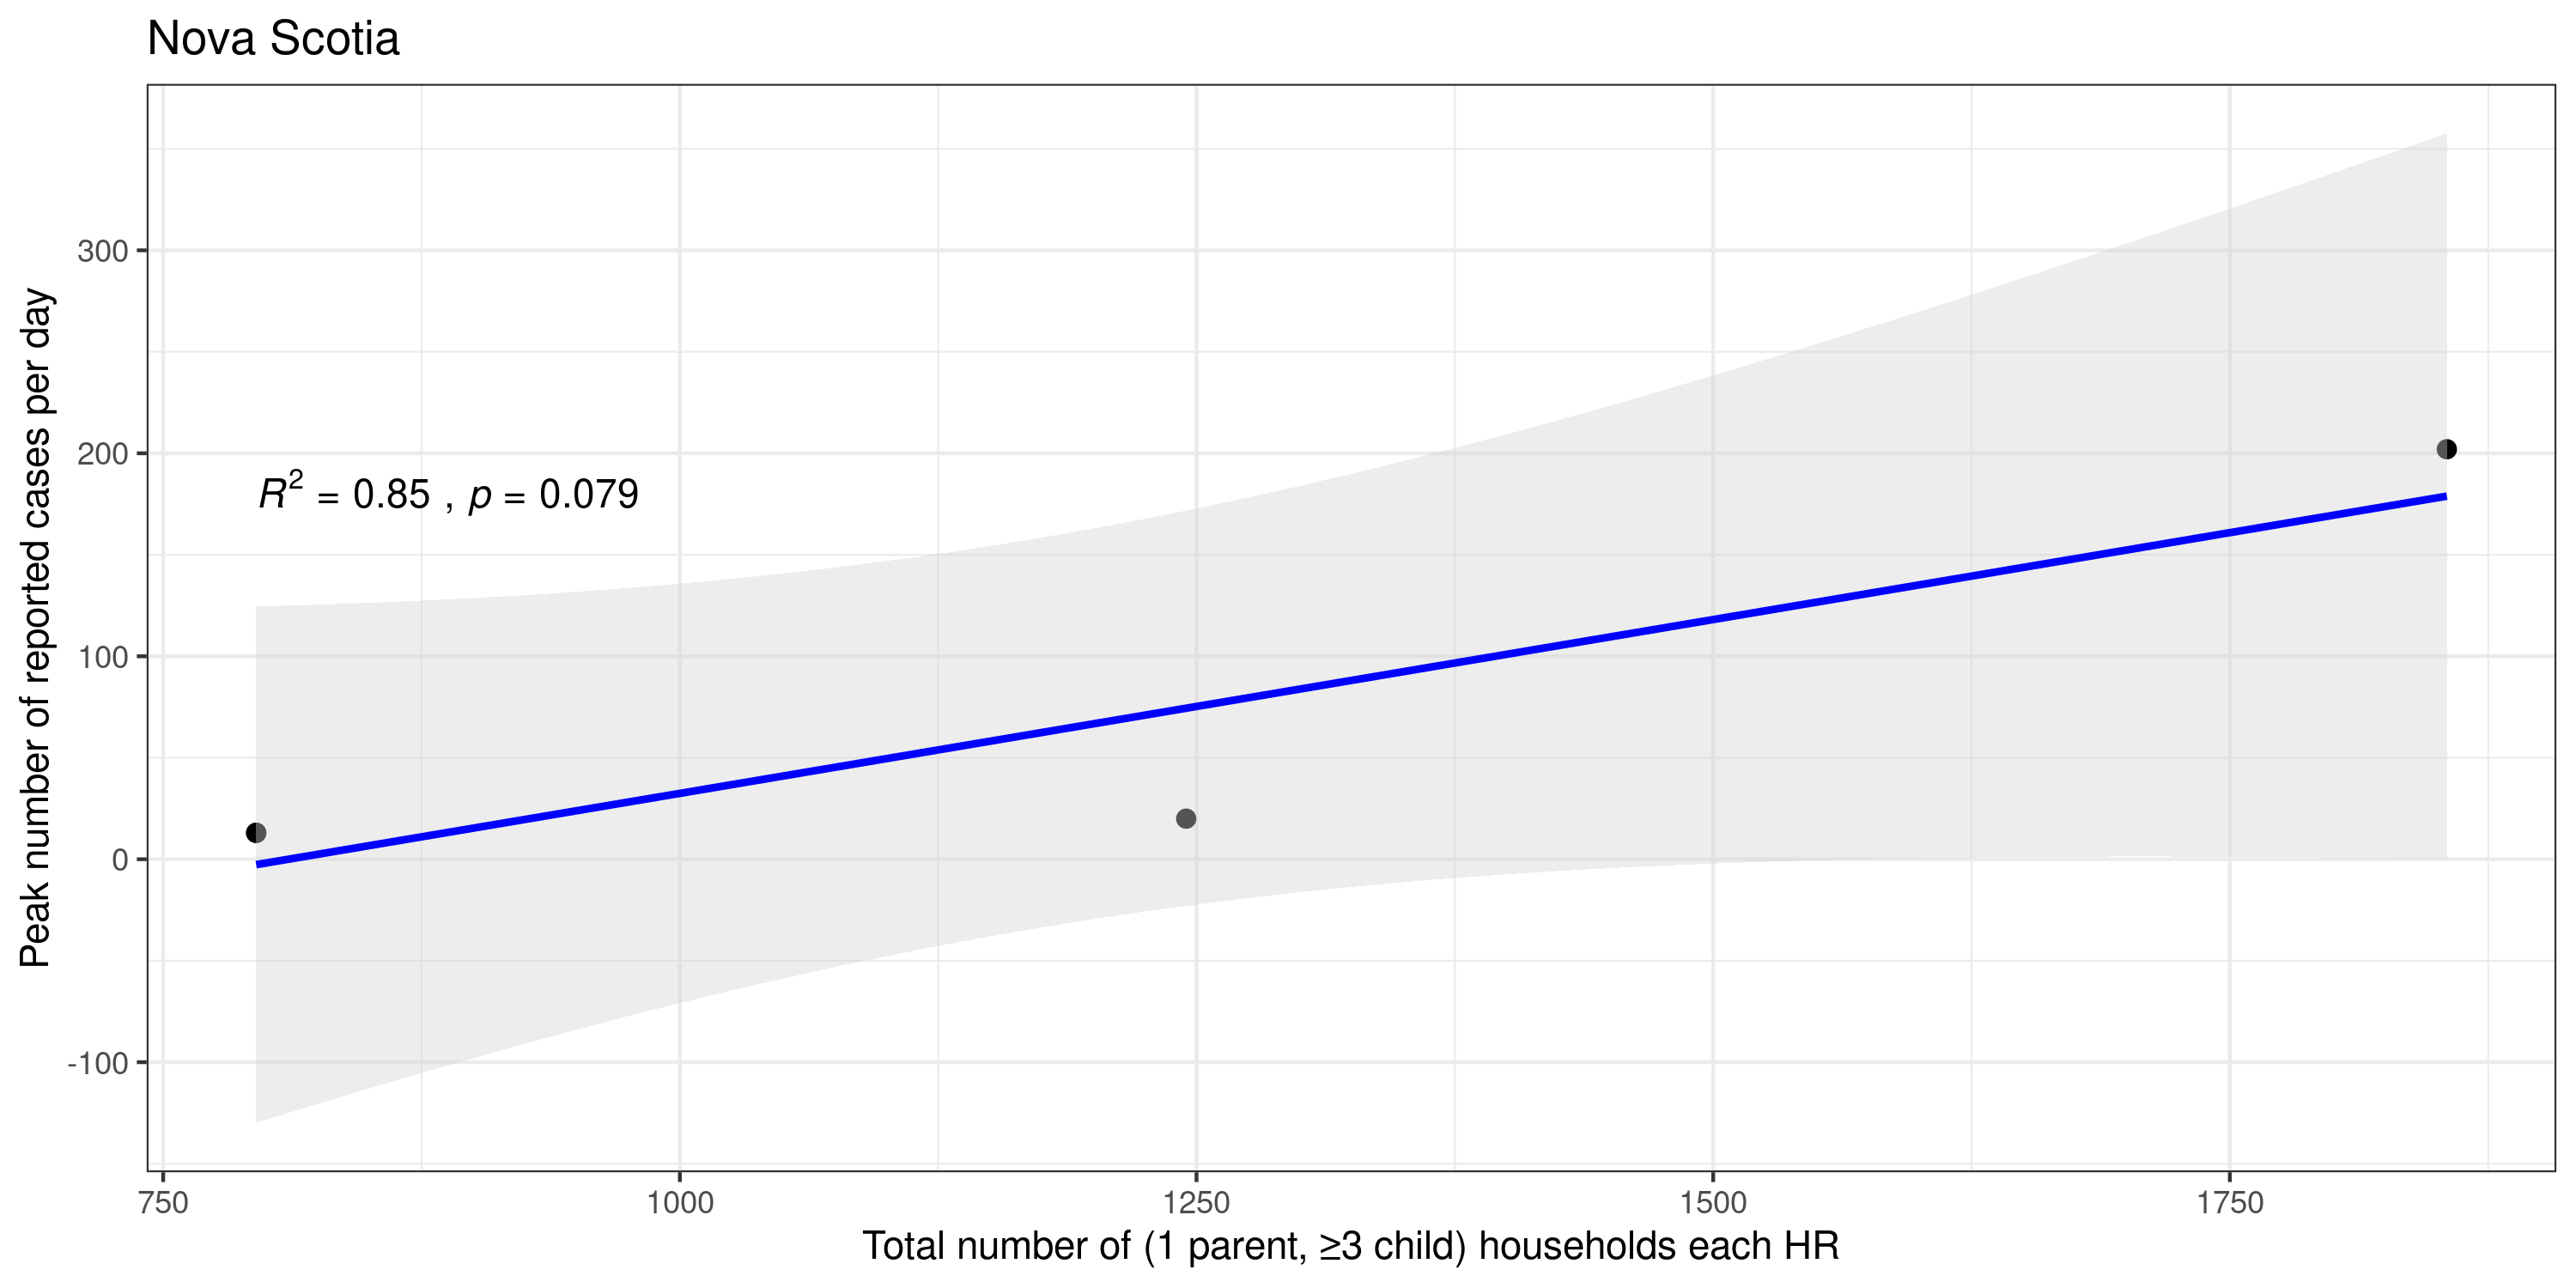 Nova Scotia
Peak number of reported cases per day
300
200
100
0
-100
R² = 0.85 , p = 0.079
750 1000 1250 1500 1750
Total number of (1 parent, ≥3 child) households each HR